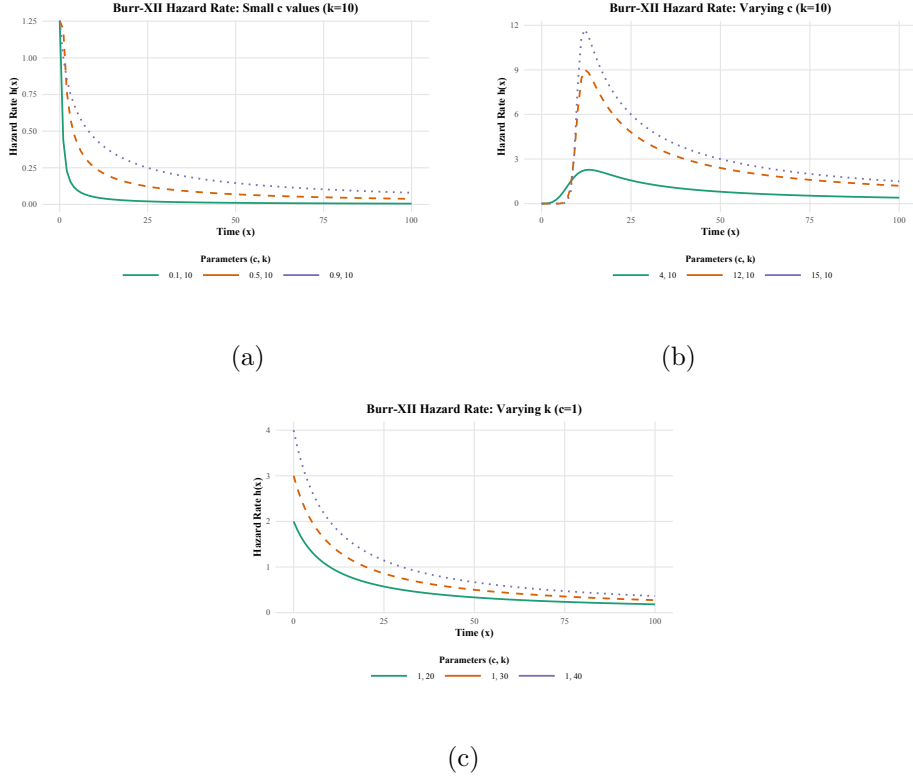 Burr-XII Hazard Rate: Small c values (k=10)
1.25
1.00
0.75
0.50
0.25
0.00
Hazard Rate h(x)
0
25
50
75
100
Time (x)
Parameters (c, k)
0.1, 10
0.5, 10
0.9, 10
(a)
Burr-XII Hazard Rate: Varying c (k=10)
12
9
6
3
0
Hazard Rate h(x)
0
25
50
75
100
Time (x)
Parameters (c, k)
4, 10
12, 10
15, 10
(b)
Burr-XII Hazard Rate: Varying k (c=1)
4
3
2
1
0
Hazard Rate h(x)
0
25
50
75
100
Time (x)
Parameters (c, k)
1, 20
1, 30
1, 40
(c)